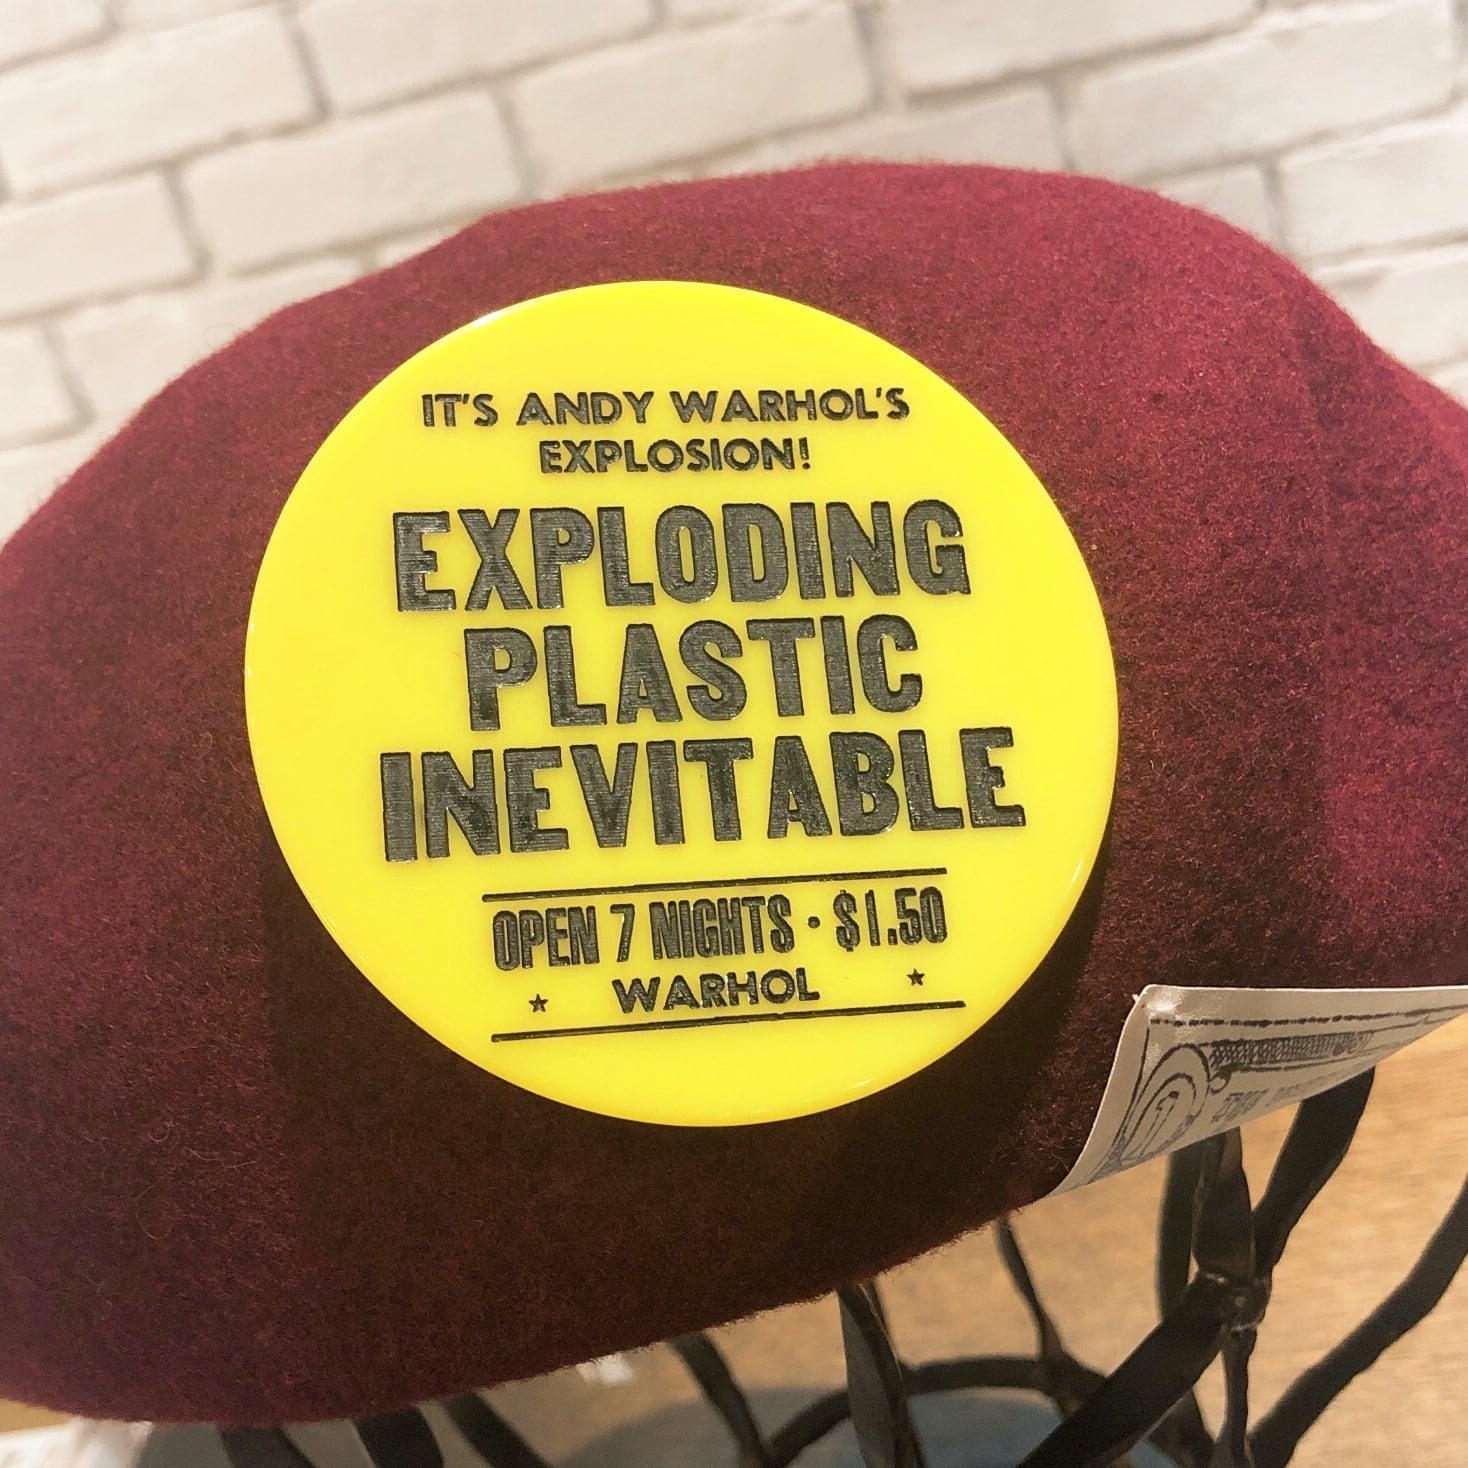 IT'S ANDY WARHOL'S
EXPLOSION!
EXPLODING
PLASTIC
INEVITABLE
OPEN 7 NIGHTS · $1.50
★ WARHOL ★